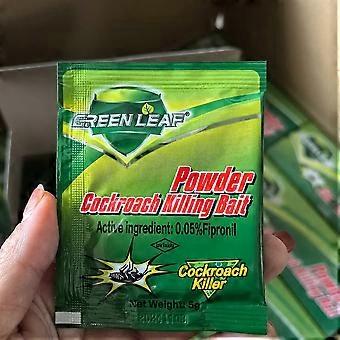 GREEN LEAF®
Powder
Cockroach Killing Bait
Active ingredient: 0.05%Fipronil
Cockroach
Killer
Net Weight: 5g